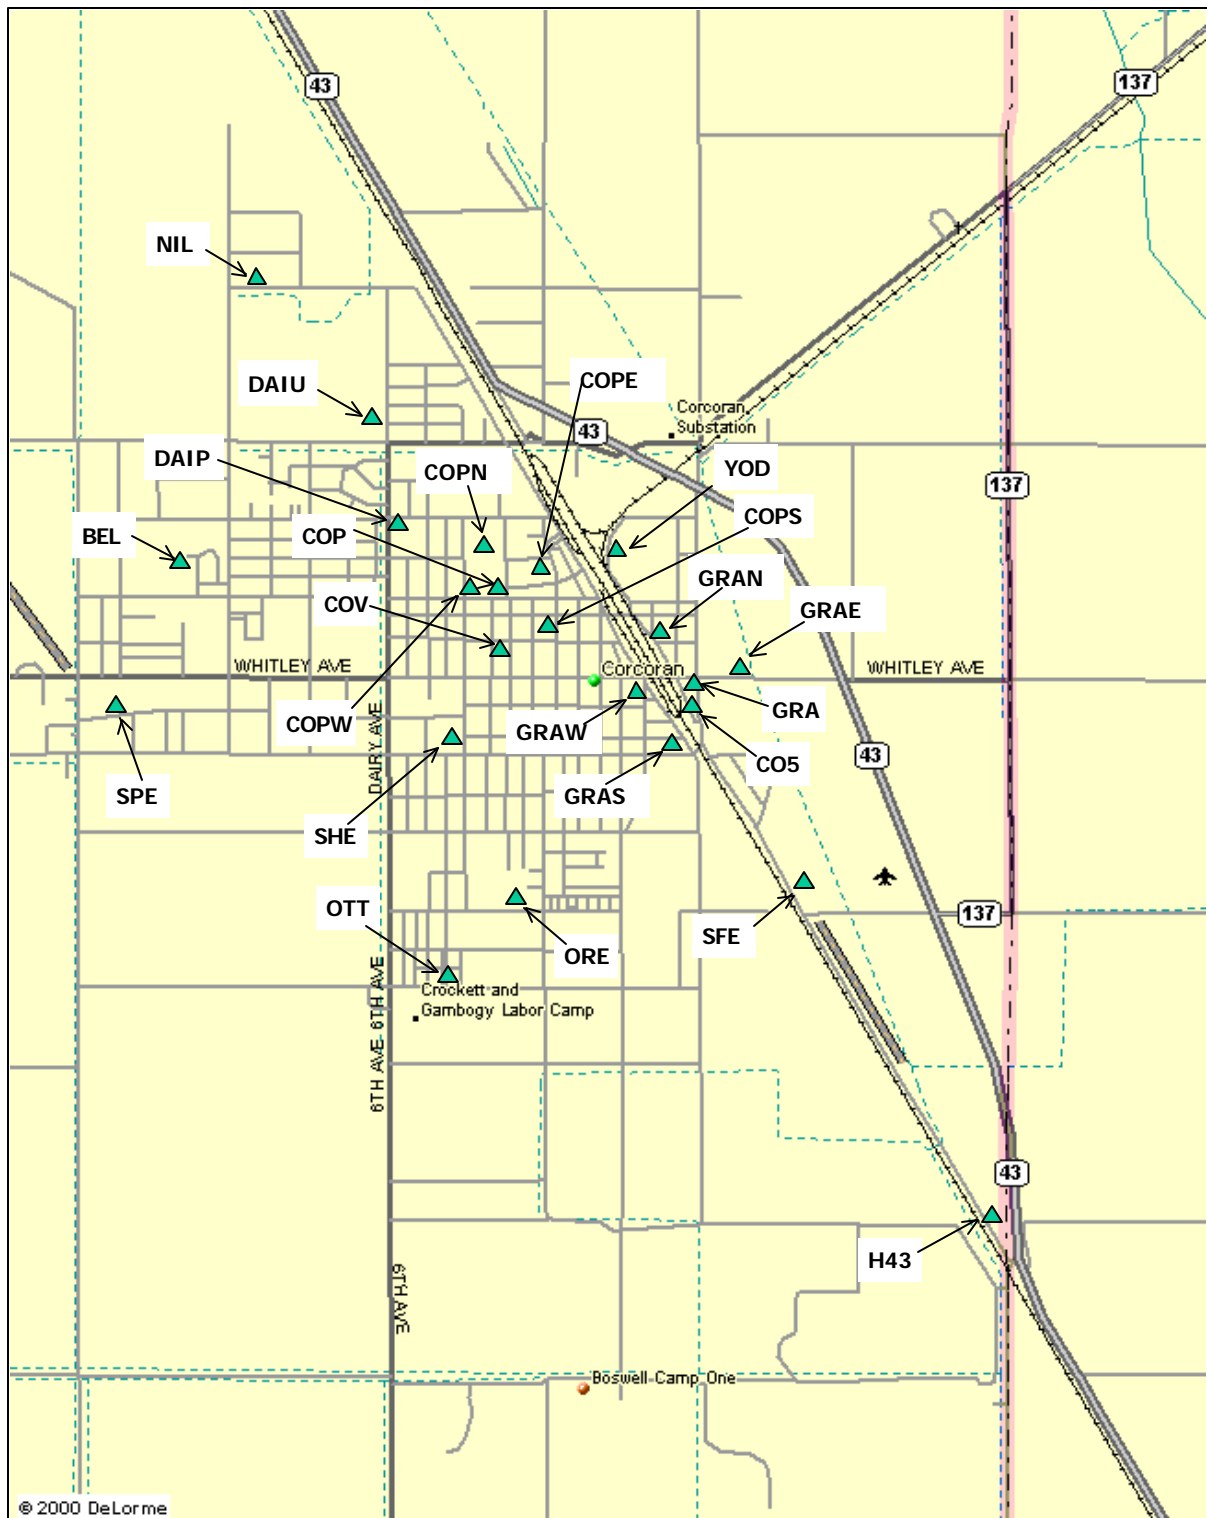 43
137
NIL
DAIU
COPE
Corcoran
Substation
43
DAIP
COPN
YOD
137
COPS
BEL
COP
GRAN
COV
GRAE
WHITLEY AVE
Corcoran
WHITLEY AVE
COPW
GRAW
GRA
DAIRY AVE
43
CO5
SPE
GRAS
SHE
OTT
137
SFE
ORE
6TH AVE 6TH AVE
Crockett and
Gambogy Labor Camp
43
H43
6TH AVE
Boswell Camp One
© 2000 DeLorme